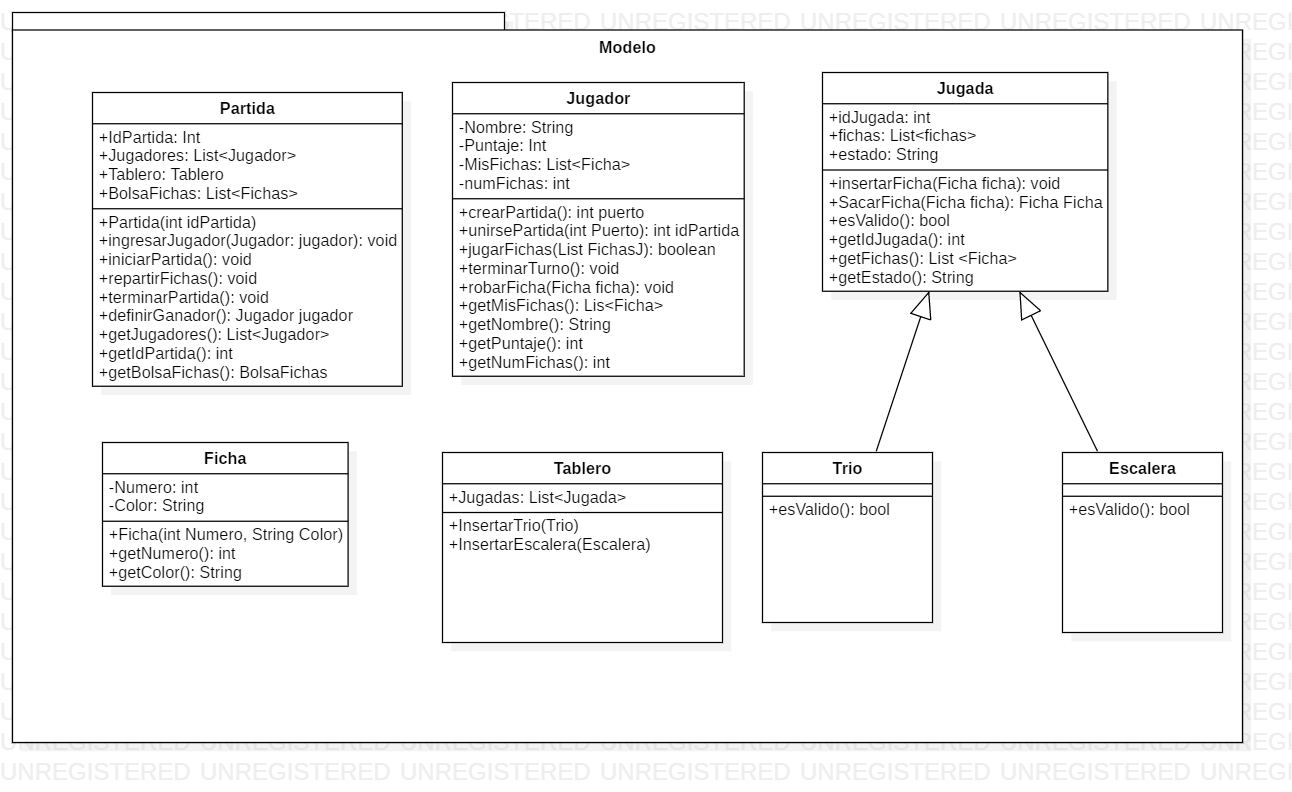 Modelo
Partida
+IdPartida: Int
+Jugadores: List<Jugador>
+Tablero: Tablero
+BolsaFichas: List<Fichas>
+Partida(int idPartida)
+ingresarJugador(Jugador: jugador): void
+iniciarPartida(): void
+repartirFichas(): void
+terminarPartida(): void
+definirGanador(): Jugador jugador
+getJugadores(): List<Jugador>
+getIdPartida(): int
+getBolsaFichas(): BolsaFichas
Jugador
-Nombre: String
-Puntaje: Int
-MisFichas: List<Ficha>
-numFichas: int
+crearPartida(): int puerto
+unirsePartida(int Puerto): int idPartida
+jugarFichas(List FichasJ): boolean
+terminarTurno(): void
+robarFicha(Ficha ficha): void
+getMisFichas(): Lis<Ficha>
+getNombre(): String
+getPuntaje(): int
+getNumFichas(): int
Jugada
+idJugada: int
+fichas: List<fichas>
+estado: String
+insertarFicha(Ficha ficha): void
+SacarFicha(Ficha ficha): Ficha Ficha
+esValido(): bool
+getIdJugada(): int
+getFichas(): List <Ficha>
+getEstado(): String
Ficha
-Numero: int
-Color: String
+Ficha(int Numero, String Color)
+getNumero(): int
+getColor(): String
Tablero
+Jugadas: List<Jugada>
+InsertarTrio(Trio)
+InsertarEscalera(Escalera)
Trio
+esValido(): bool
Escalera
+esValido(): bool
UNREGISTERED UNREGISTERED UNREGISTERED UNREGISTERED UNREGISTERED UNREGISTERED UNREGI